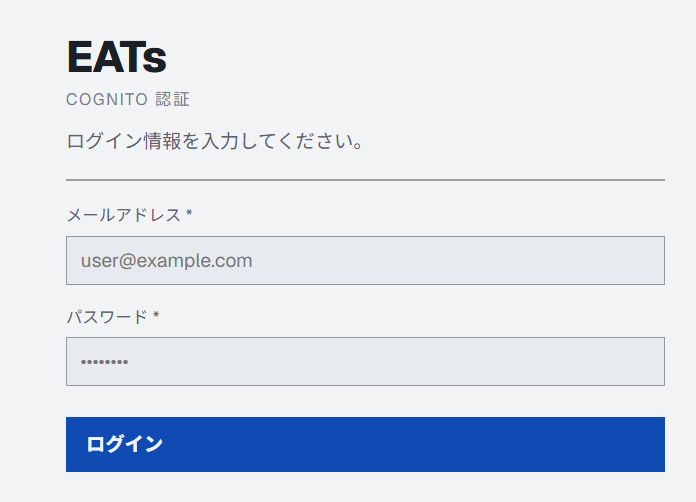 EATs
COGNITO 認証
ログイン情報を入力してください。
メールアドレス *
user@example.com
パスワード *
••••••••
ログイン